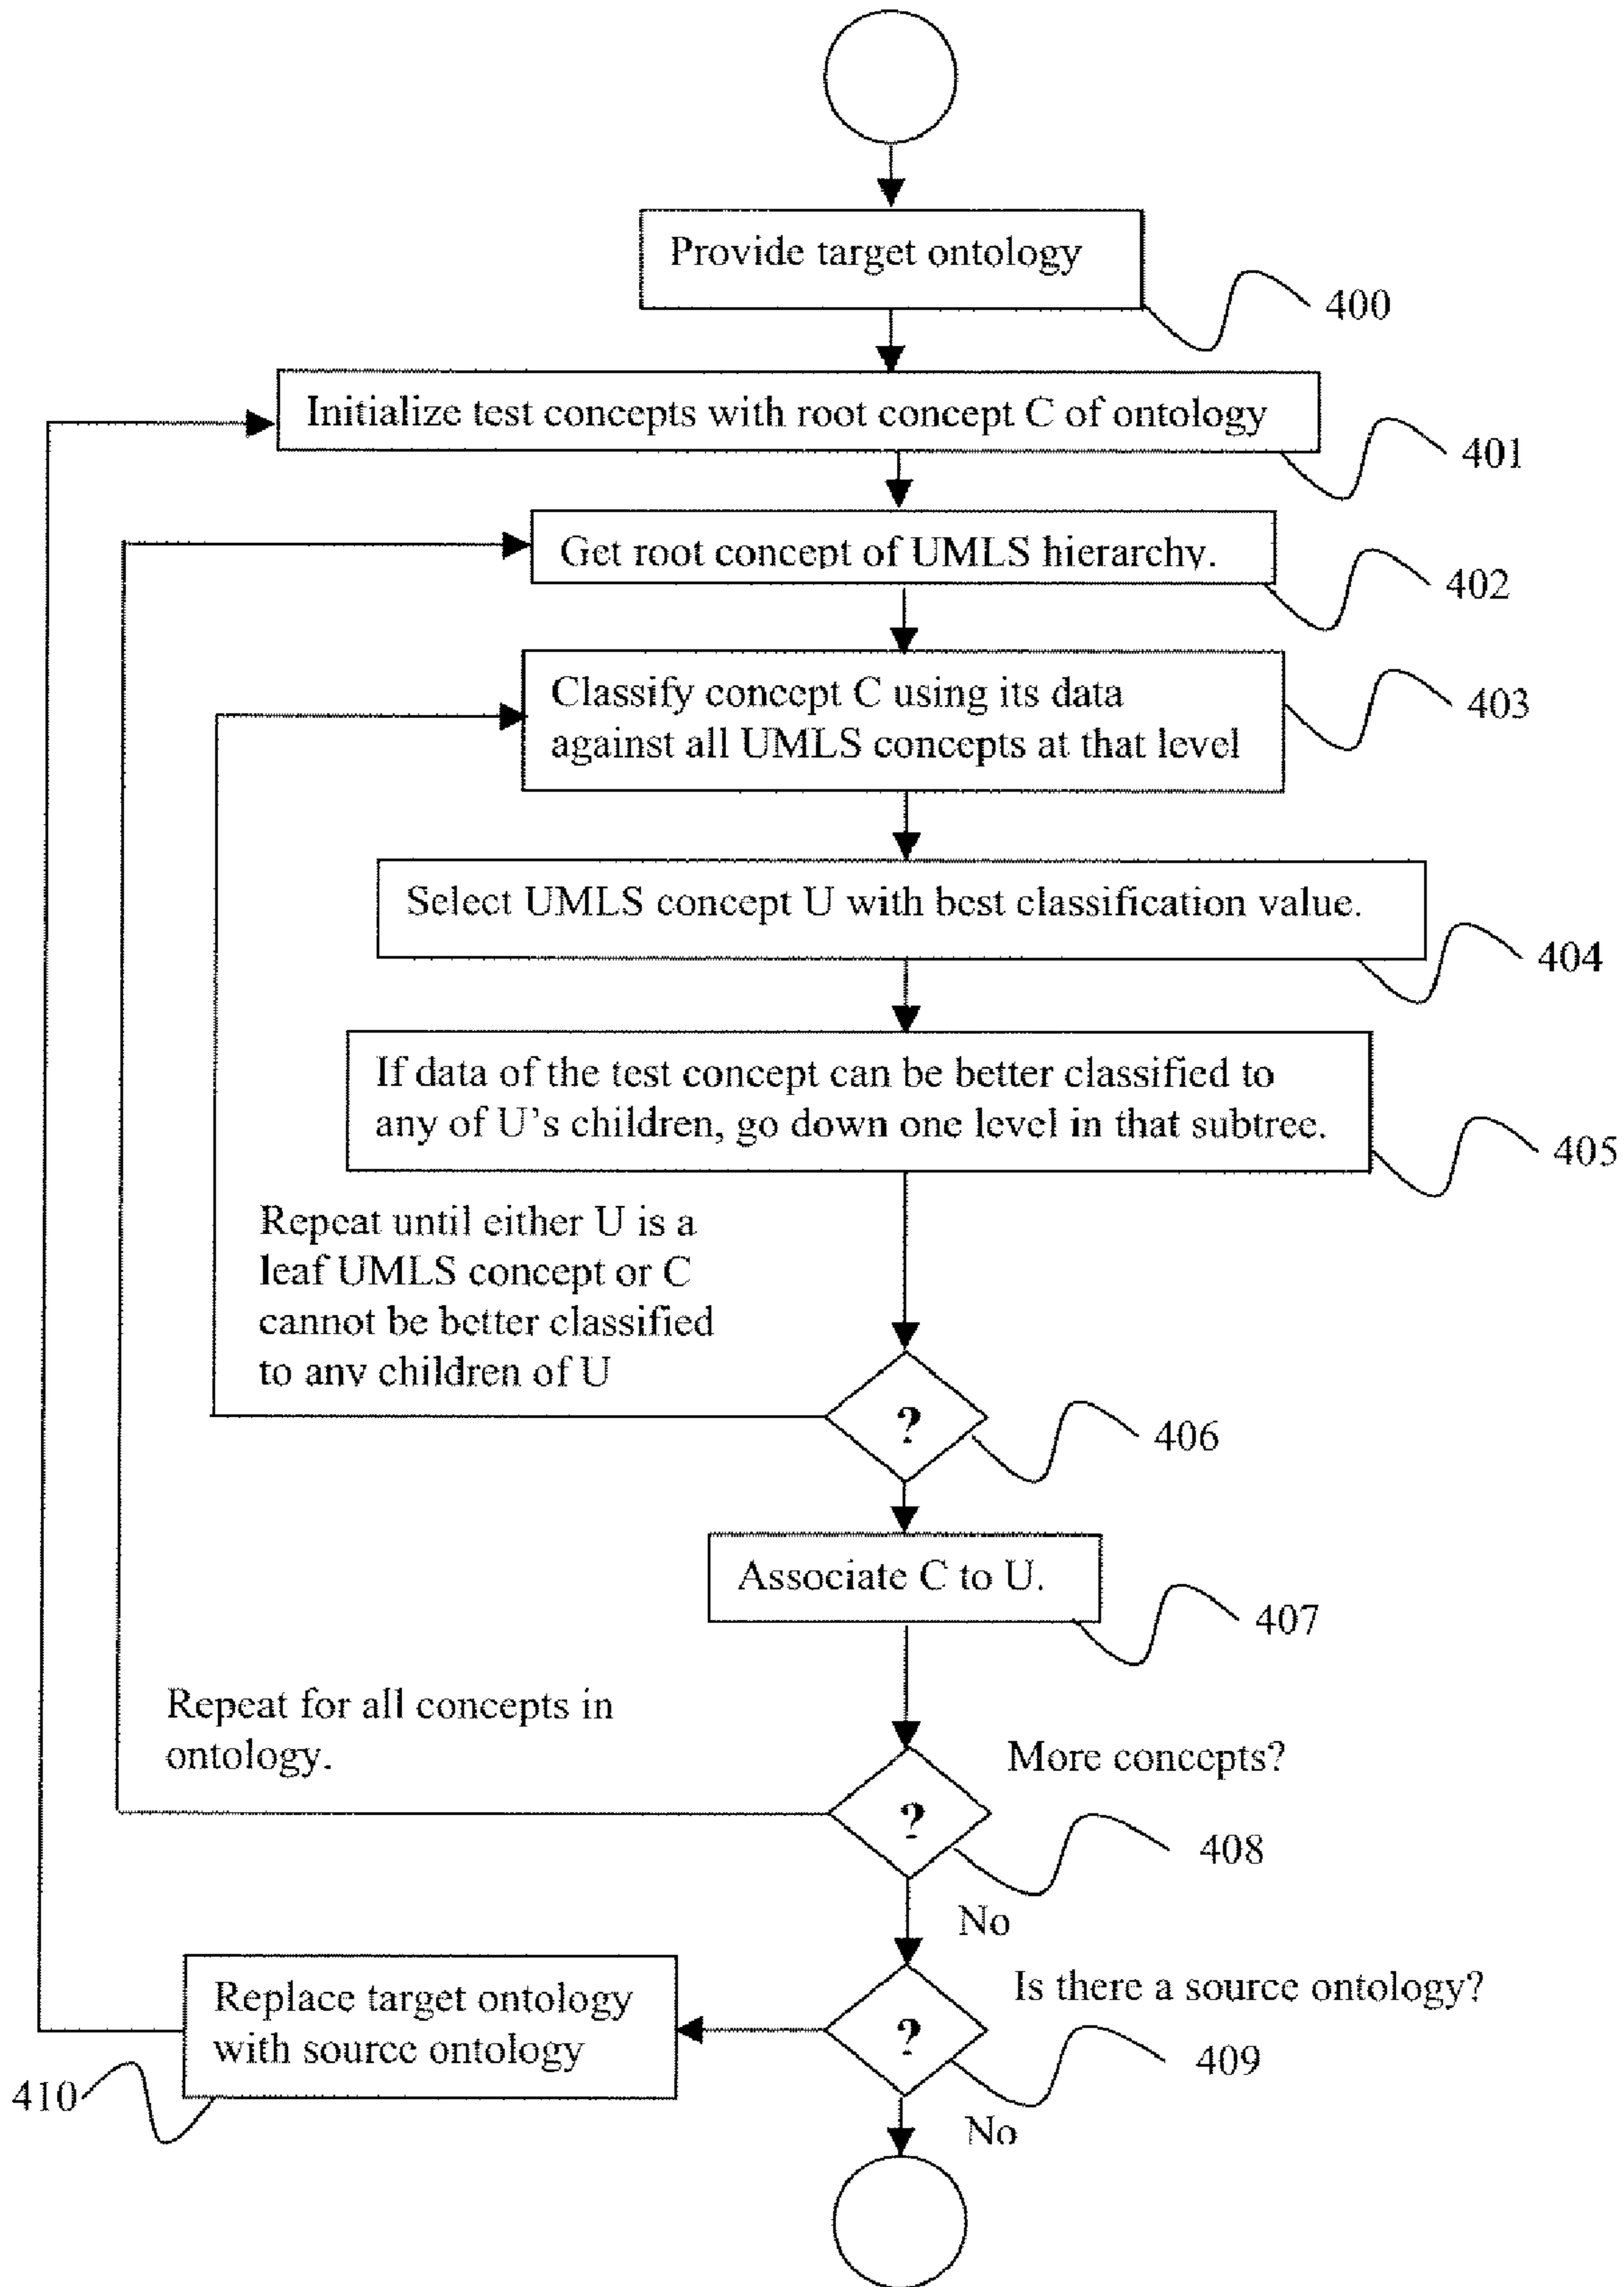 Provide target ontology
400
Initialize test concepts with root concept C of ontology
401
Get root concept of UMLS hierarchy.
402
Classify concept C using its data
against all UMLS concepts at that level
403
Select UMLS concept U with best classification value.
404
If data of the test concept can be better classified to
any of U's children, go down one level in that subtree.
405
Repeat until either U is a
leaf UMLS concept or C
cannot be better classified
to any children of U
?
406
Associate C to U.
407
Repeat for all concepts in
ontology.
More concepts?
?
408
No
Is there a source ontology?
?
409
Replace target ontology
with source ontology
410
No